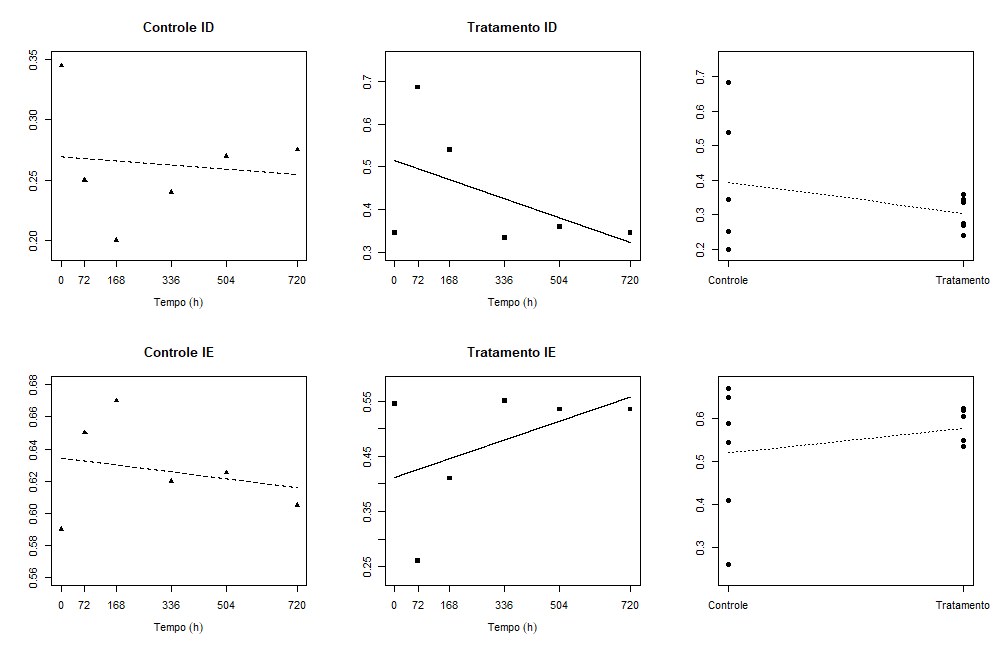 Controle ID
Tratamento ID
0.35
0.30
0.25
0.20
0 72 168 336 504 720
Tempo (h)
0.7
0.6
0.5
0.4
0.3
0 72 168 336 504 720
Tempo (h)
0.7
0.6
0.5
0.4
0.3
0.2
Controle Tratamento
Controle IE
Tratamento IE
0.68
0.66
0.64
0.62
0.60
0.58
0.56
0 72 168 336 504 720
Tempo (h)
0.55
0.45
0.35
0.25
0 72 168 336 504 720
Tempo (h)
0.6
0.5
0.4
0.3
Controle Tratamento